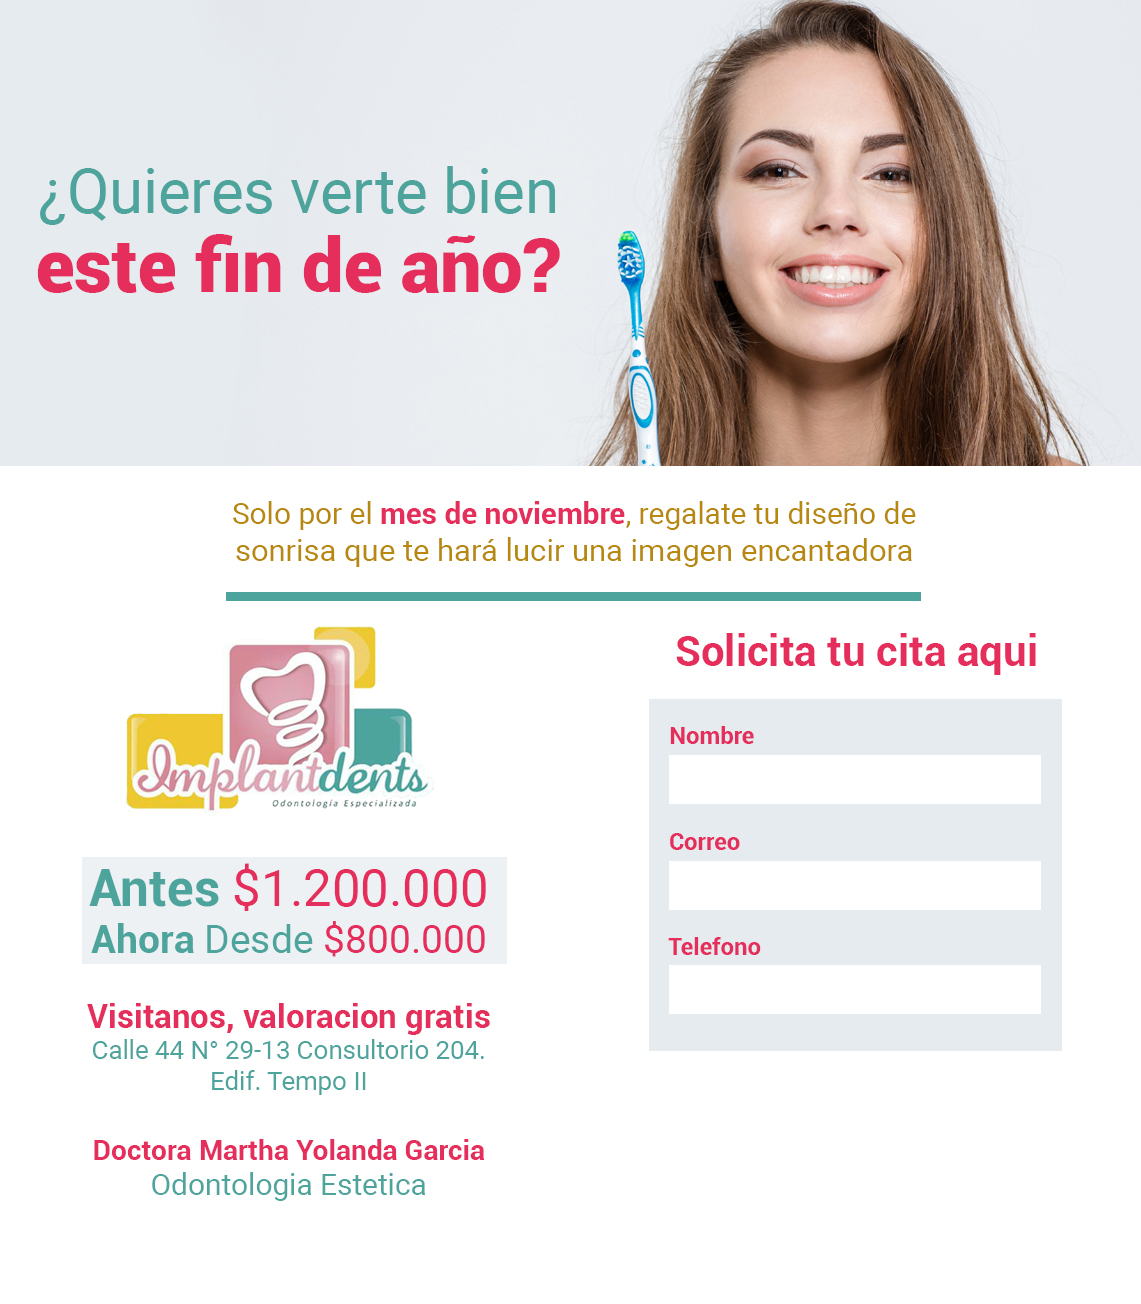 ¿Quieres verte bien
este fin de año?
Solo por el mes de noviembre, regalate tu diseño de
sonrisa que te hará lucir una imagen encantadora
Implantdents
Odontología Especializada
Antes $1.200.000
Ahora Desde $800.000
Visitanos, valoracion gratis
Calle 44 N° 29-13 Consultorio 204.
Edif. Tempo II
Doctora Martha Yolanda Garcia
Odontologia Estetica
Solicita tu cita aqui
Nombre
Correo
Telefono